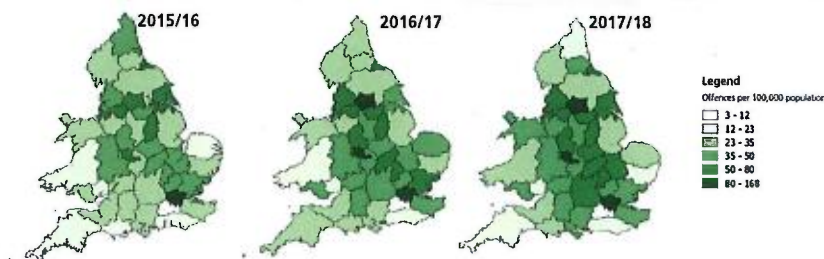 2015/16
2016/17
2017/18
Legend
Offences per 100,000 population
3 - 12
12 - 23
23 - 35
35 - 50
50 - 80
80 - 168